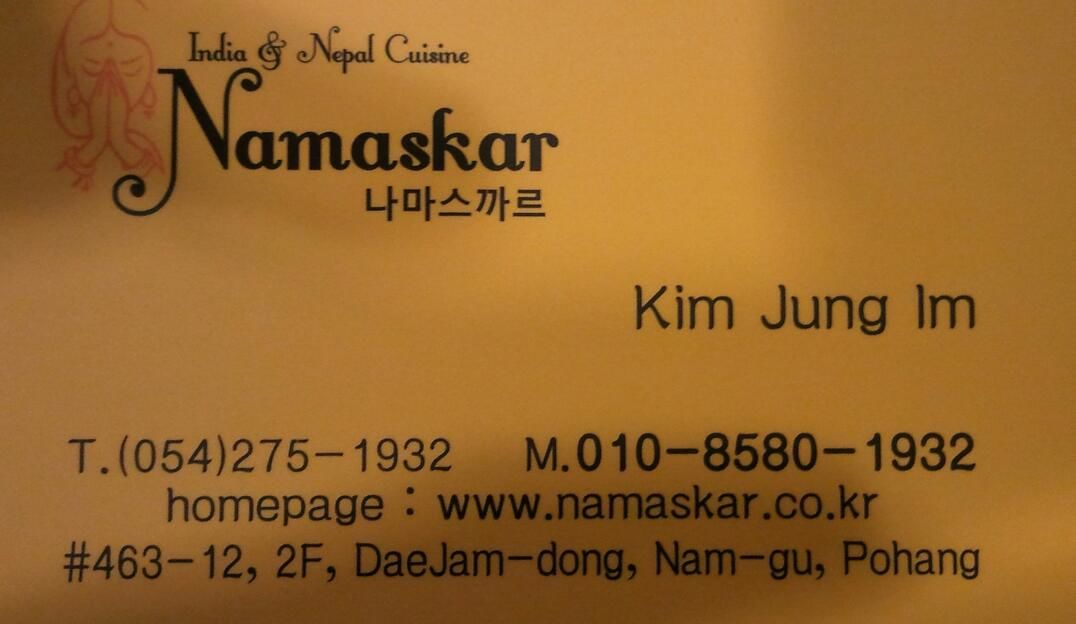 India & Nepal Cuisine
Namaskar
나마스까르
Kim Jung Im
T.(054)275-1932 M.010-8580-1932
homepage : www.namaskar.co.kr
#463-12, 2F, DaeJam-dong, Nam-gu, Pohang